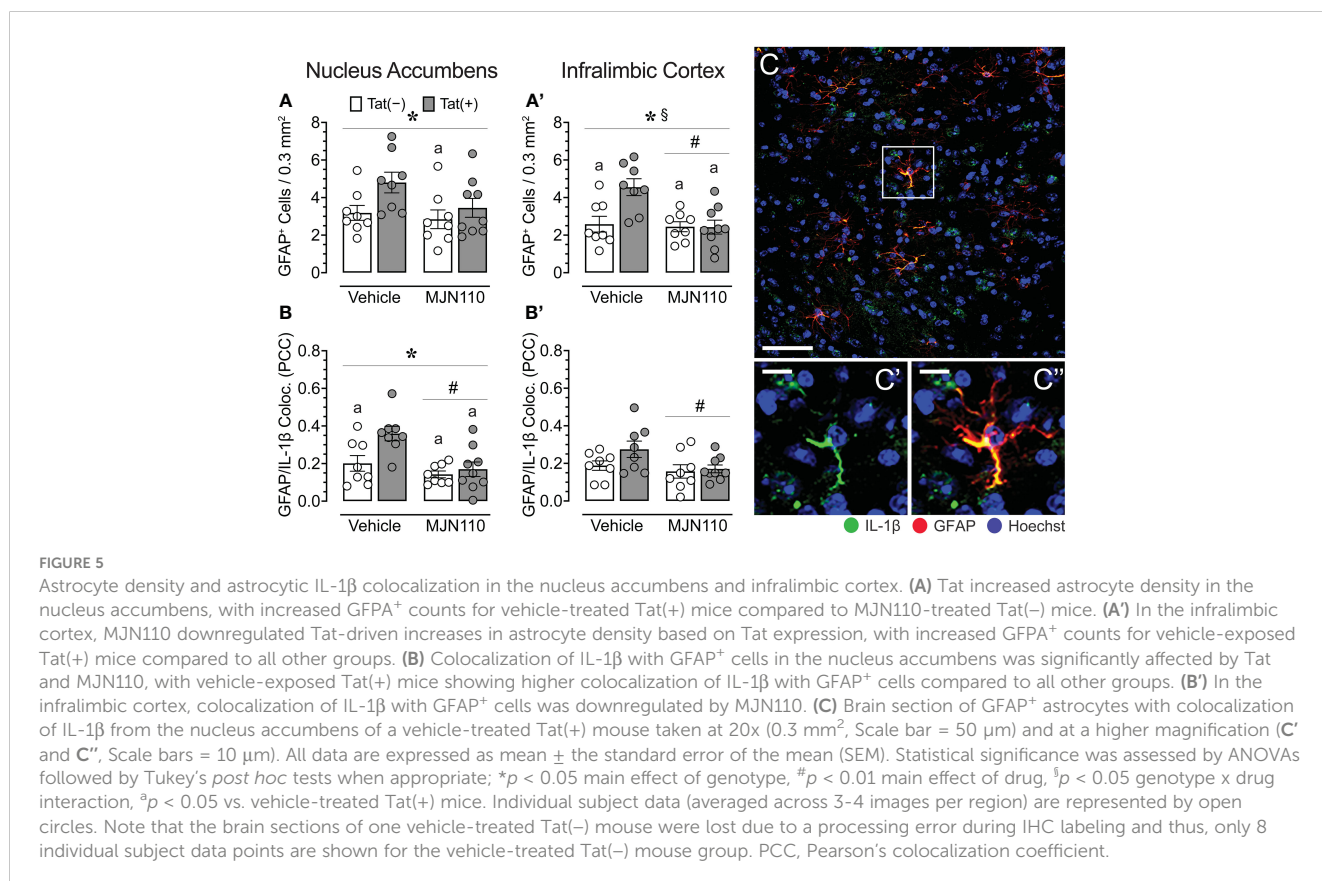 Nucleus Accumbens
Infralimbic Cortex
A
Tat(−) Tat(+)
*
a
GFAP⁺ Cells / 0.3 mm²
8
6
4
2
0
Vehicle MJN110
A'
* §
#
a a a
GFAP⁺ Cells / 0.3 mm²
8
6
4
2
0
Vehicle MJN110
B
*
#
a a a
GFAP/IL-1β Coloc. (PCC)
0.8
0.6
0.4
0.2
0.0
Vehicle MJN110
B'
#
GFAP/IL-1β Coloc. (PCC)
0.8
0.6
0.4
0.2
0.0
Vehicle MJN110
C
C'
C"
IL-1β GFAP Hoechst
FIGURE 5
Astrocyte density and astrocytic IL-1β colocalization in the nucleus accumbens and infralimbic cortex. (A) Tat increased astrocyte density in the
nucleus accumbens, with increased GFPA⁺ counts for vehicle-treated Tat(+) mice compared to MJN110-treated Tat(−) mice. (A') In the infralimbic
cortex, MJN110 downregulated Tat-driven increases in astrocyte density based on Tat expression, with increased GFPA⁺ counts for vehicle-exposed
Tat(+) mice compared to all other groups. (B) Colocalization of IL-1β with GFAP⁺ cells in the nucleus accumbens was significantly affected by Tat
and MJN110, with vehicle-exposed Tat(+) mice showing higher colocalization of IL-1β with GFAP⁺ cells compared to all other groups. (B') In the
infralimbic cortex, colocalization of IL-1β with GFAP⁺ cells was downregulated by MJN110. (C) Brain section of GFAP⁺ astrocytes with colocalization
of IL-1β from the nucleus accumbens of a vehicle-treated Tat(+) mouse taken at 20x (0.3 mm², Scale bar = 50 μm) and at a higher magnification (C'
and C'', Scale bars = 10 μm). All data are expressed as mean ± the standard error of the mean (SEM). Statistical significance was assessed by ANOVAs
followed by Tukey's post hoc tests when appropriate; *p < 0.05 main effect of genotype, #p < 0.01 main effect of drug, §p < 0.05 genotype x drug
interaction, ᵃp < 0.05 vs. vehicle-treated Tat(+) mice. Individual subject data (averaged across 3-4 images per region) are represented by open
circles. Note that the brain sections of one vehicle-treated Tat(−) mouse were lost due to a processing error during IHC labeling and thus, only 8
individual subject data points are shown for the vehicle-treated Tat(−) mouse group. PCC, Pearson's colocalization coefficient.